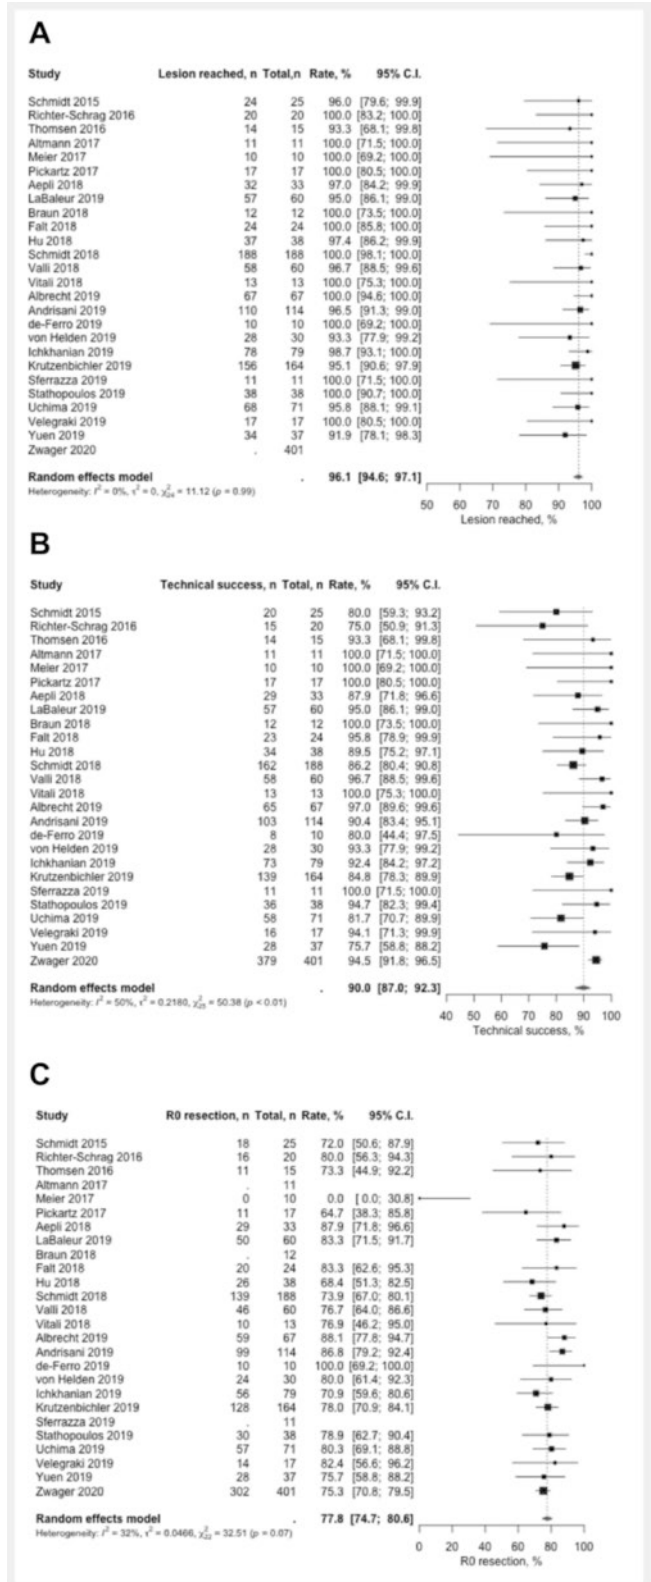 A
Study Lesion reached, n Total,n Rate, % 95% C.I.
Schmidt 2015 24 25 96.0 [79.6; 99.9]
Richter-Schrag 2016 20 20 100.0 [83.2; 100.0]
Thomsen 2016 14 15 93.3 [68.1; 99.8]
Altmann 2017 11 11 100.0 [71.5; 100.0]
Meier 2017 10 10 100.0 [69.2; 100.0]
Pickartz 2017 17 17 100.0 [80.5; 100.0]
Aepli 2018 32 33 97.0 [84.2; 99.9]
LaBaleur 2019 57 60 95.0 [86.1; 99.0]
Braun 2018 12 12 100.0 [73.5; 100.0]
Falt 2018 24 24 100.0 [85.8; 100.0]
Hu 2018 37 38 97.4 [86.2; 99.9]
Schmidt 2018 188 188 100.0 [98.1; 100.0]
Valli 2018 58 60 96.7 [88.5; 99.6]
Vitali 2018 13 13 100.0 [75.3; 100.0]
Albrecht 2019 67 67 100.0 [94.6; 100.0]
Andrisani 2019 110 114 96.5 [91.3; 99.0]
de-Ferro 2019 10 10 100.0 [69.2; 100.0]
von Helden 2019 28 30 93.3 [77.9; 99.2]
Ichkhanian 2019 78 79 98.7 [93.1; 100.0]
Krutzenbichler 2019 156 164 95.1 [90.6; 97.9]
Sferrazza 2019 11 11 100.0 [71.5; 100.0]
Stathopoulos 2019 38 38 100.0 [90.7; 100.0]
Uchima 2019 68 71 95.8 [88.1; 99.1]
Velegraki 2019 17 17 100.0 [80.5; 100.0]
Yuen 2019 34 37 91.9 [78.1; 98.3]
Zwager 2020 . 401
Random effects model . 96.1 [94.6; 97.1]
Heterogeneity: I² = 0%, τ² = 0, χ²₂₄ = 11.12 (p = 0.99)
50 60 70 80 90 100
Lesion reached, %
B
Study Technical success, n Total, n Rate, % 95% C.I.
Schmidt 2015 20 25 80.0 [59.3; 93.2]
Richter-Schrag 2016 15 20 75.0 [50.9; 91.3]
Thomsen 2016 14 15 93.3 [68.1; 99.8]
Altmann 2017 11 11 100.0 [71.5; 100.0]
Meier 2017 10 10 100.0 [69.2; 100.0]
Pickartz 2017 17 17 100.0 [80.5; 100.0]
Aepli 2018 29 33 87.9 [71.8; 96.6]
LaBaleur 2019 57 60 95.0 [86.1; 99.0]
Braun 2018 12 12 100.0 [73.5; 100.0]
Falt 2018 23 24 95.8 [78.9; 99.9]
Hu 2018 34 38 89.5 [75.2; 97.1]
Schmidt 2018 162 188 86.2 [80.4; 90.8]
Valli 2018 58 60 96.7 [88.5; 99.6]
Vitali 2018 13 13 100.0 [75.3; 100.0]
Albrecht 2019 65 67 97.0 [89.6; 99.6]
Andrisani 2019 103 114 90.4 [83.4; 95.1]
de-Ferro 2019 8 10 80.0 [44.4; 97.5]
von Helden 2019 28 30 93.3 [77.9; 99.2]
Ichkhanian 2019 73 79 92.4 [84.2; 97.2]
Krutzenbichler 2019 139 164 84.8 [78.3; 89.9]
Sferrazza 2019 11 11 100.0 [71.5; 100.0]
Stathopoulos 2019 36 38 94.7 [82.3; 99.4]
Uchima 2019 58 71 81.7 [70.7; 89.9]
Velegraki 2019 16 17 94.1 [71.3; 99.9]
Yuen 2019 28 37 75.7 [58.8; 88.2]
Zwager 2020 379 401 94.5 [91.8; 96.5]
Random effects model . 90.0 [87.0; 92.3]
Heterogeneity: I² = 50%, τ² = 0.2180, χ²₂₅ = 50.38 (p < 0.01)
40 50 60 70 80 90 100
Technical success, %
C
Study R0 resection, n Total, n Rate, % 95% C.I.
Schmidt 2015 18 25 72.0 [50.6; 87.9]
Richter-Schrag 2016 16 20 80.0 [56.3; 94.3]
Thomsen 2016 11 15 73.3 [44.9; 92.2]
Altmann 2017 . 11
Meier 2017 0 10 0.0 [ 0.0; 30.8]
Pickartz 2017 11 17 64.7 [38.3; 85.8]
Aepli 2018 29 33 87.9 [71.8; 96.6]
LaBaleur 2019 50 60 83.3 [71.5; 91.7]
Braun 2018 . 12
Falt 2018 20 24 83.3 [62.6; 95.3]
Hu 2018 26 38 68.4 [51.3; 82.5]
Schmidt 2018 139 188 73.9 [67.0; 80.1]
Valli 2018 46 60 76.7 [64.0; 86.6]
Vitali 2018 10 13 76.9 [46.2; 95.0]
Albrecht 2019 59 67 88.1 [77.8; 94.7]
Andrisani 2019 99 114 86.8 [79.2; 92.4]
de-Ferro 2019 10 10 100.0 [69.2; 100.0]
von Helden 2019 24 30 80.0 [61.4; 92.3]
Ichkhanian 2019 56 79 70.9 [59.6; 80.6]
Krutzenbichler 2019 128 164 78.0 [70.9; 84.1]
Sferrazza 2019 . 11
Stathopoulos 2019 30 38 78.9 [62.7; 90.4]
Uchima 2019 57 71 80.3 [69.1; 88.8]
Velegraki 2019 14 17 82.4 [56.6; 96.2]
Yuen 2019 28 37 75.7 [58.8; 88.2]
Zwager 2020 302 401 75.3 [70.8; 79.5]
Random effects model . 77.8 [74.7; 80.6]
Heterogeneity: I² = 32%, τ² = 0.0466, χ²₂₂ = 32.51 (p = 0.07)
0 20 40 60 80 100
R0 resection, %